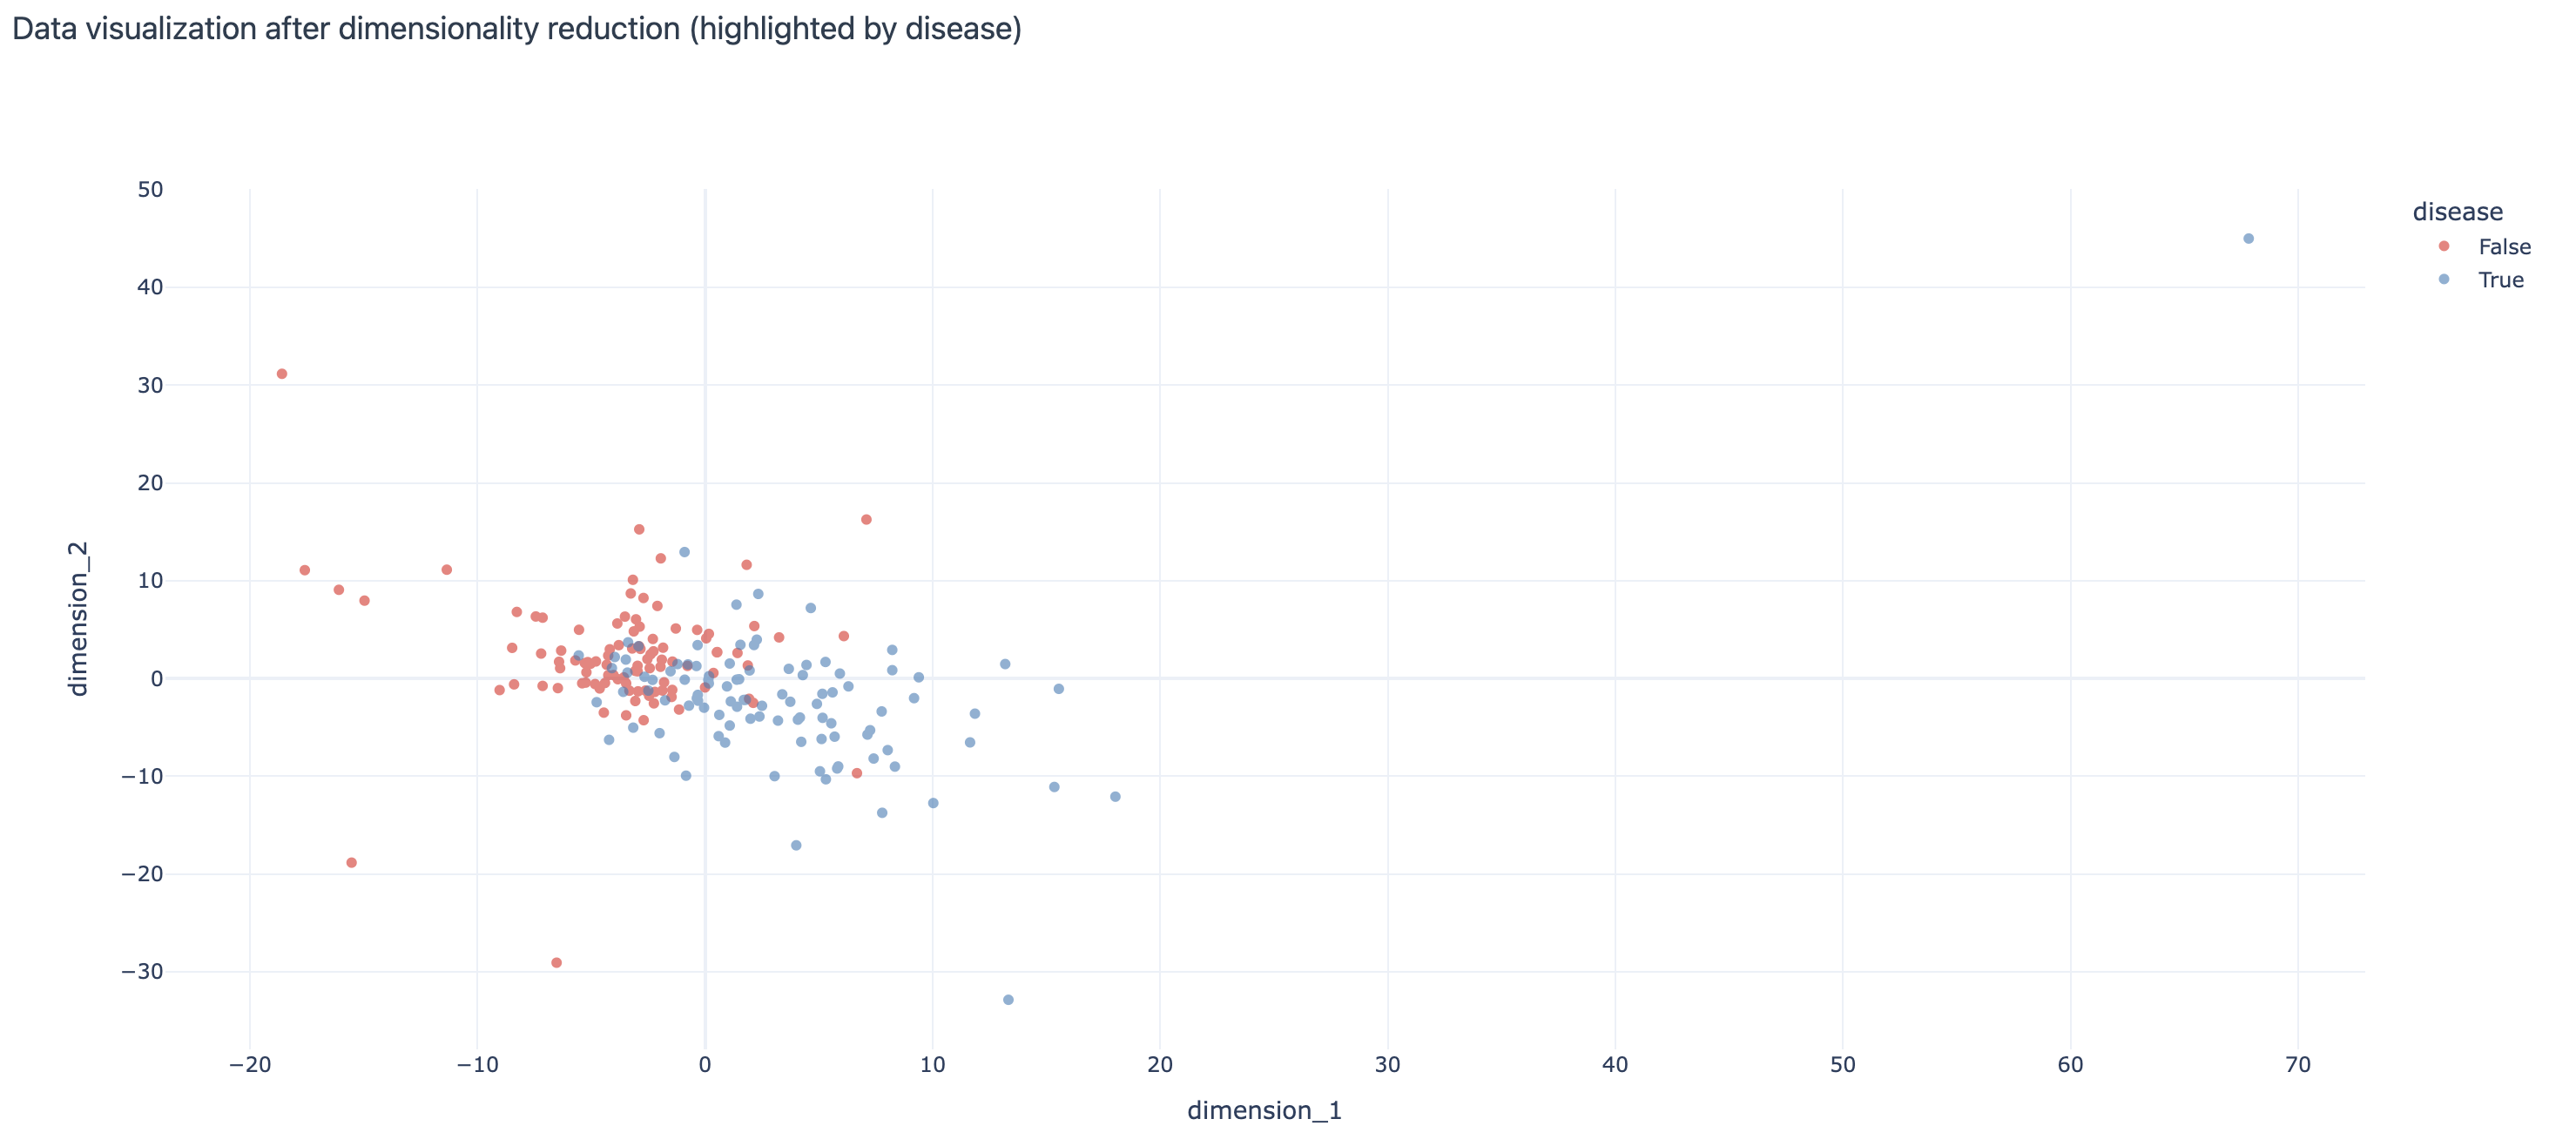 Data visualization after dimensionality reduction (highlighted by disease)
50
40
30
20
10
0
−10
−20
−30
dimension_2
−20 −10 0 10 20 30 40 50 60 70
dimension_1
disease
False
True